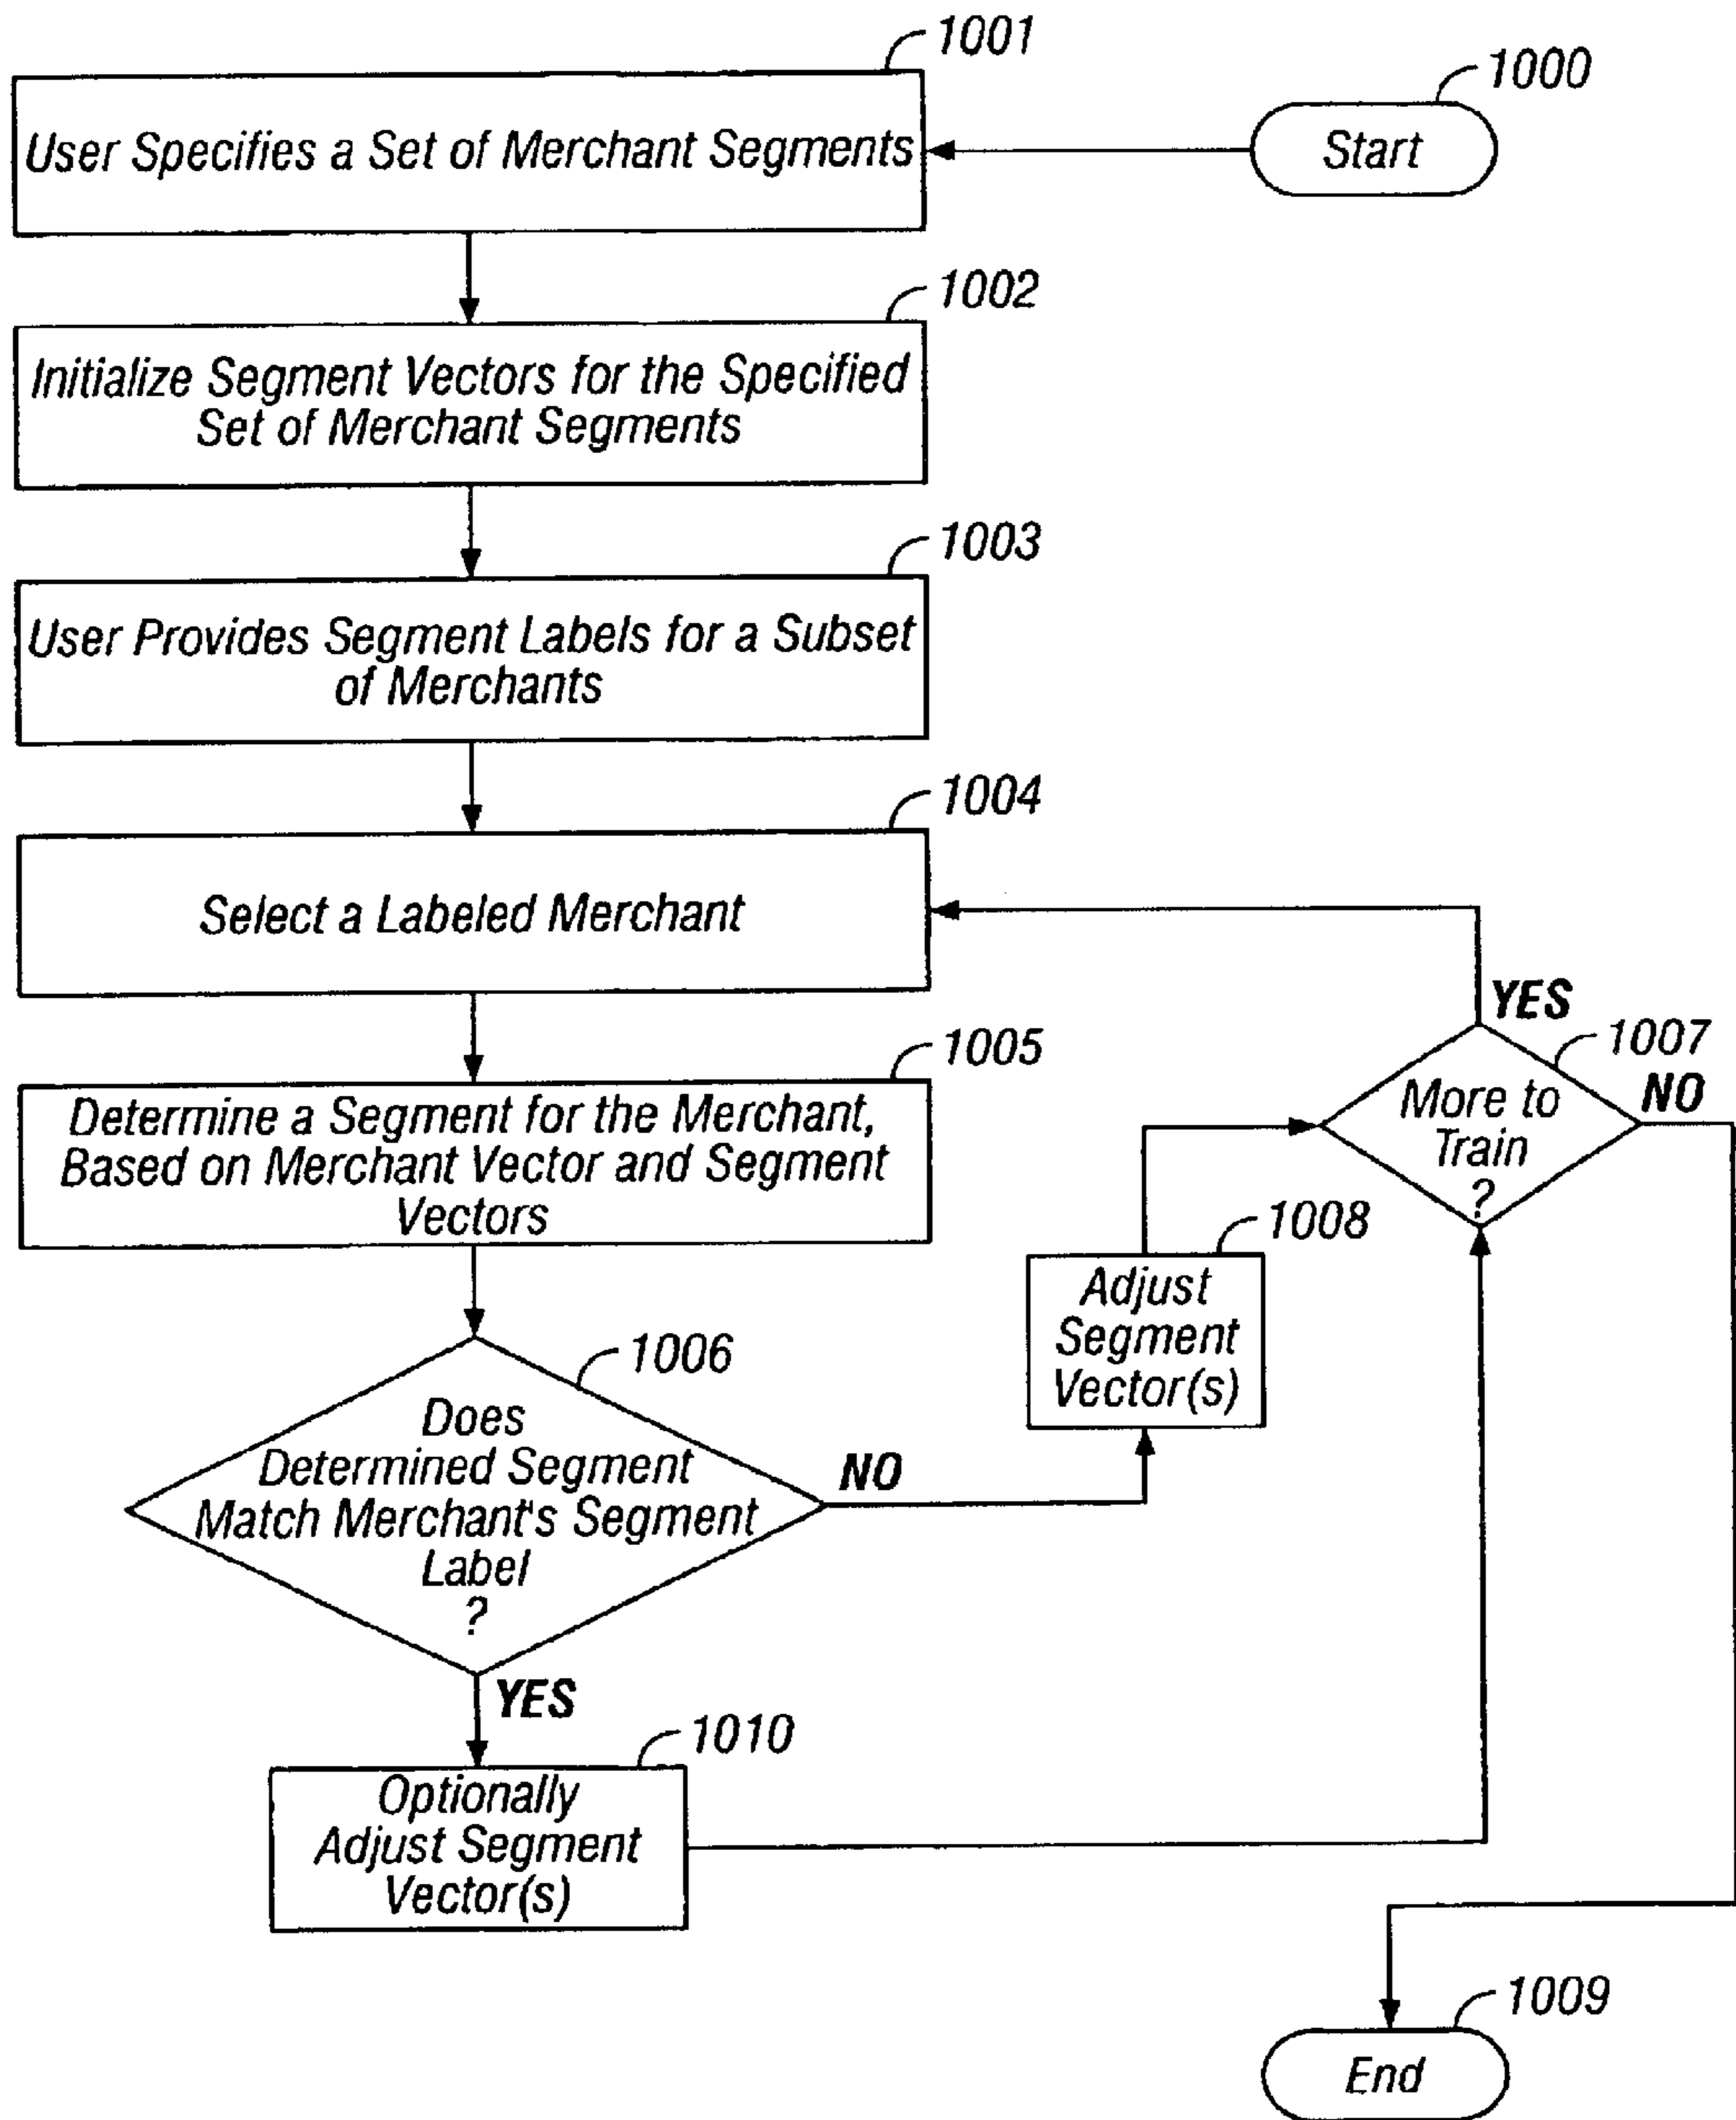 1001
1000
User Specifies a Set of Merchant Segments
Start
1002
Initialize Segment Vectors for the Specified
Set of Merchant Segments
1003
User Provides Segment Labels for a Subset
of Merchants
1004
Select a Labeled Merchant
YES
1005
1007
Determine a Segment for the Merchant,
Based on Merchant Vector and Segment
Vectors
More to
Train
?
NO
1008
Adjust
Segment
Vector(s)
1006
Does
Determined Segment
Match Merchant's Segment
Label
?
NO
YES
1010
Optionally
Adjust Segment
Vector(s)
1009
End